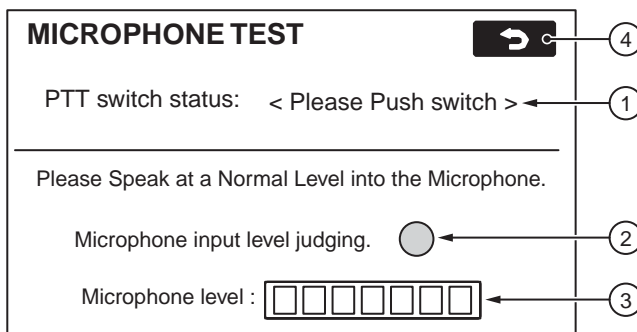 MICROPHONE TEST
4
PTT switch status: < Please Push switch >
1
Please Speak at a Normal Level into the Microphone.
Microphone input level judging.
2
Microphone level :
3